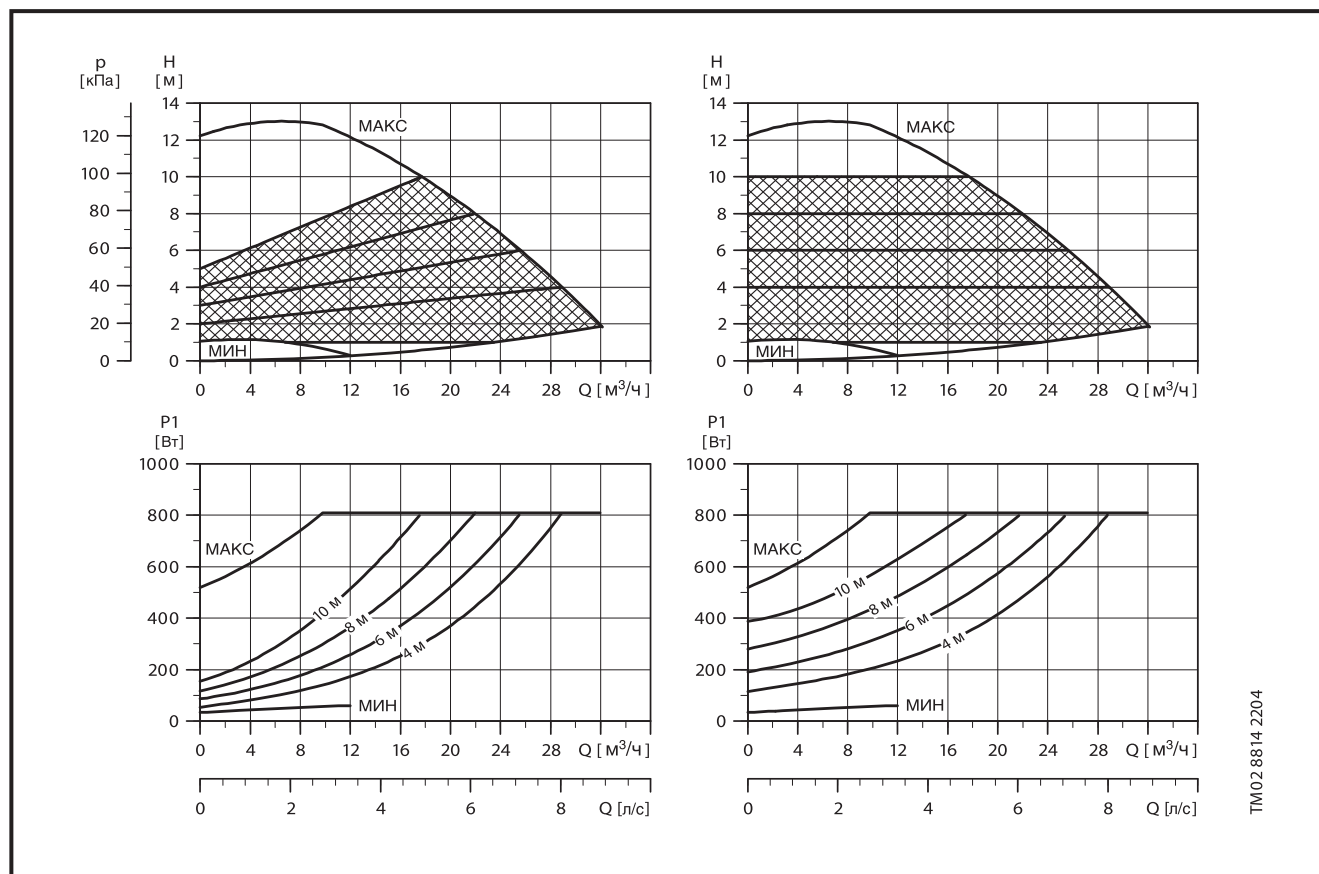 p
[кПа]
H
[м]
14
12
10
8
6
4
2
0
120
100
80
60
40
20
0
МАКС
МИН
0 4 8 12 16 20 24 28 Q [м³/ч]
H
[м]
14
12
10
8
6
4
2
0
МАКС
МИН
0 4 8 12 16 20 24 28 Q [м³/ч]
P1
[Вт]
1000
800
600
400
200
0
МАКС
10 м
8 м
6 м
4 м
МИН
0 4 8 12 16 20 24 28 Q [м³/ч]
0 2 4 6 8 Q [л/с]
P1
[Вт]
1000
800
600
400
200
0
МАКС
10 м
8 м
6 м
4 м
МИН
0 4 8 12 16 20 24 28 Q [м³/ч]
0 2 4 6 8 Q [л/с]
TM02 8814 2204